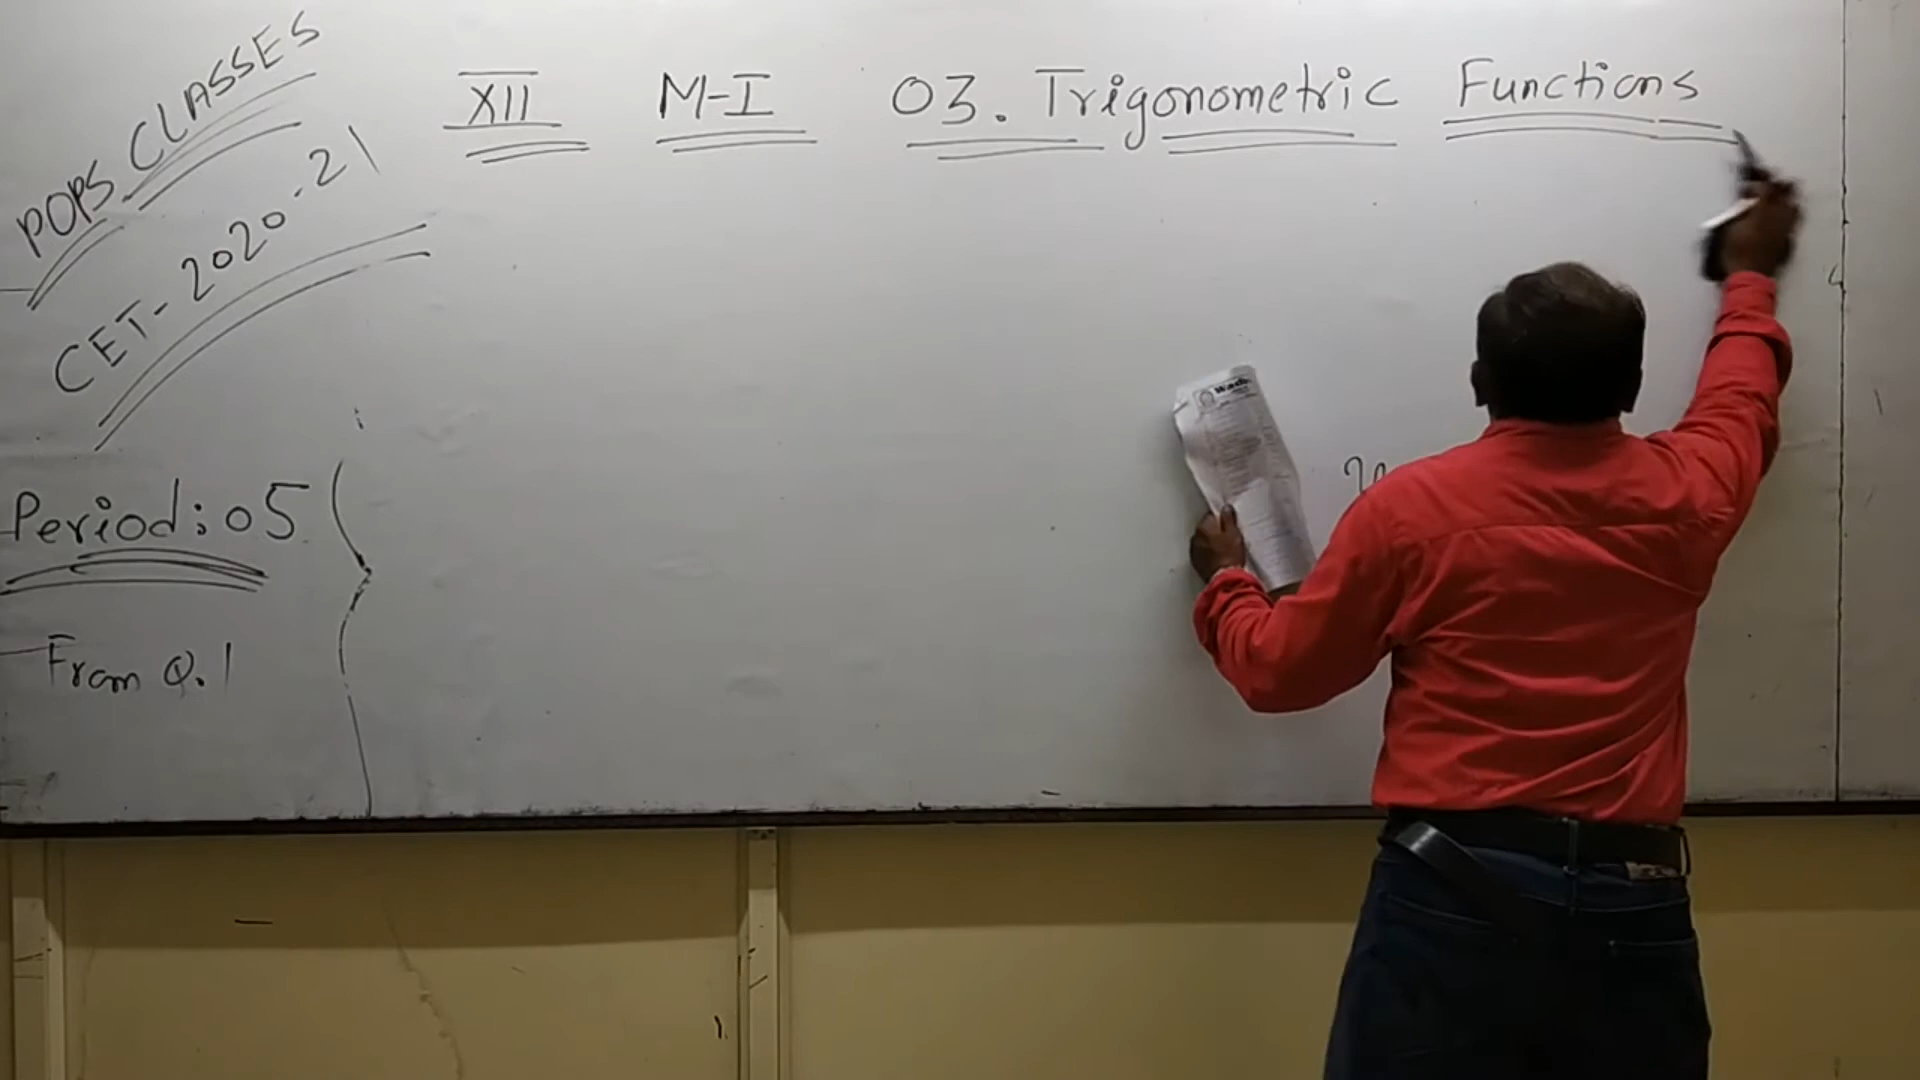 POPS CLASSES
CET-2020-21
XII M-I 03. Trigonometric Functions
Period: 05
From Q.1